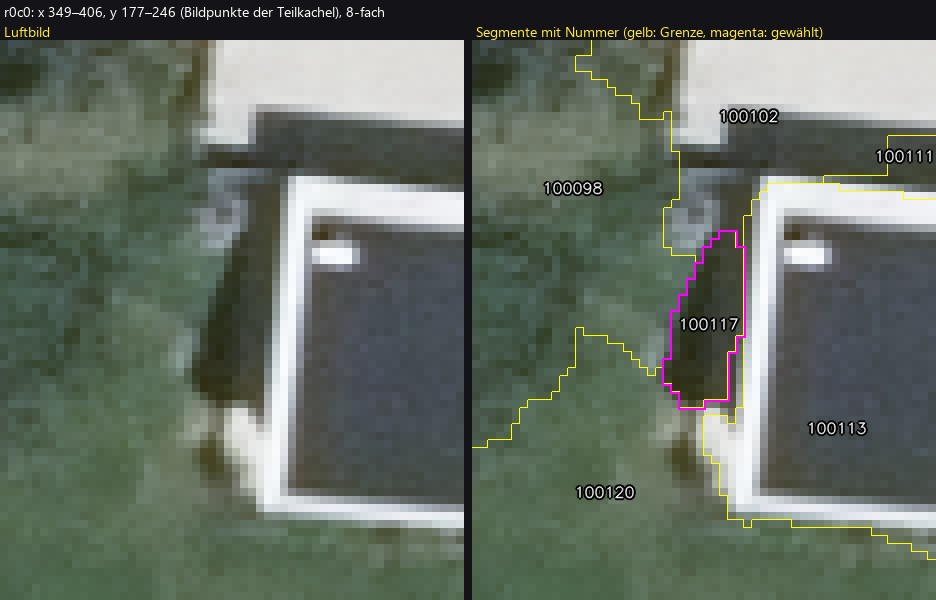 r0c0: x 349–406, y 177–246 (Bildpunkte der Teilkachel), 8-fach
Luftbild
Segmente mit Nummer (gelb: Grenze, magenta: gewählt)
100102
100111
100098
100117
100113
100120